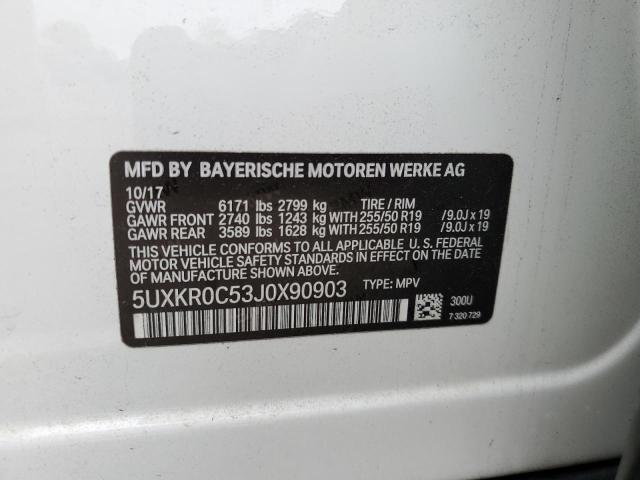 MFD BY BAYERISCHE MOTOREN WERKE AG
10/17
GVWR 6171 lbs 2799 kg TIRE / RIM
GAWR FRONT 2740 lbs 1243 kg WITH 255/50 R19 /9.0J x 19
GAWR REAR 3589 lbs 1628 kg WITH 255/50 R19 /9.0J x 19
THIS VEHICLE CONFORMS TO ALL APPLICABLE U. S. FEDERAL
MOTOR VEHICLE SAFETY STANDARDS IN EFFECT ON THE DATE
OF MANUFACTURE SHOWN ABOVE.
5UXKR0C53J0X90903 TYPE: MPV
300U
7 320 729